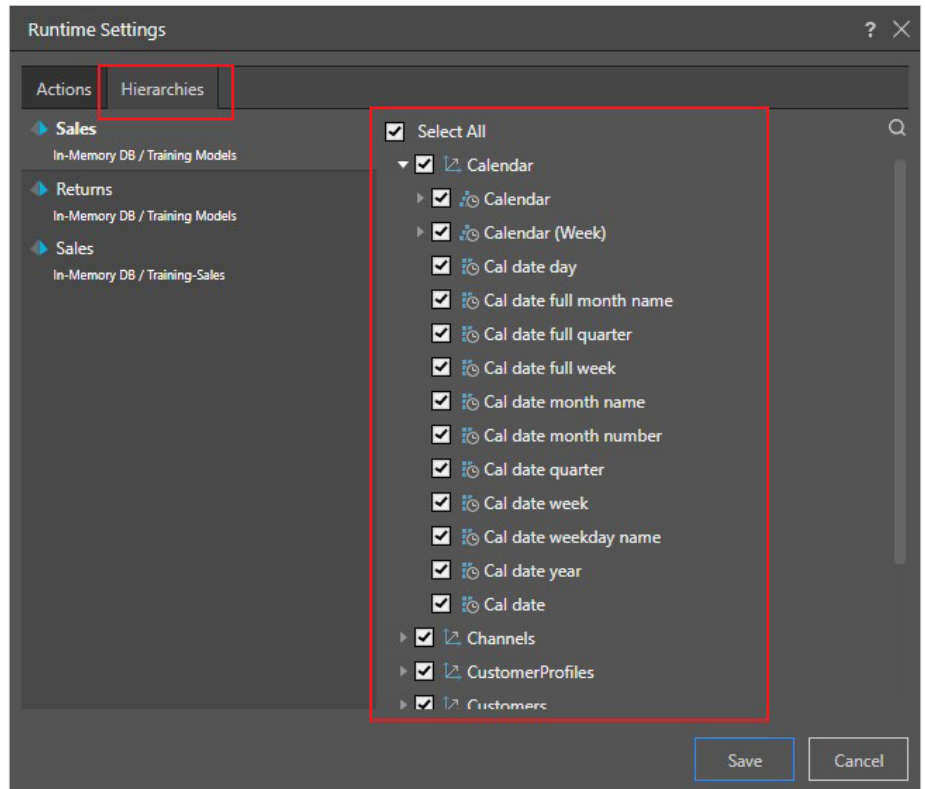 Runtime Settings
?
Actions
Hierarchies
Sales
In-Memory DB / Training Models
Returns
In-Memory DB / Training Models
Sales
In-Memory DB / Training-Sales
Select All
Calendar
Calendar
Calendar (Week)
Cal date day
Cal date full month name
Cal date full quarter
Cal date full week
Cal date month name
Cal date month number
Cal date quarter
Cal date week
Cal date weekday name
Cal date year
Cal date
Channels
CustomerProfiles
Customers
Save
Cancel